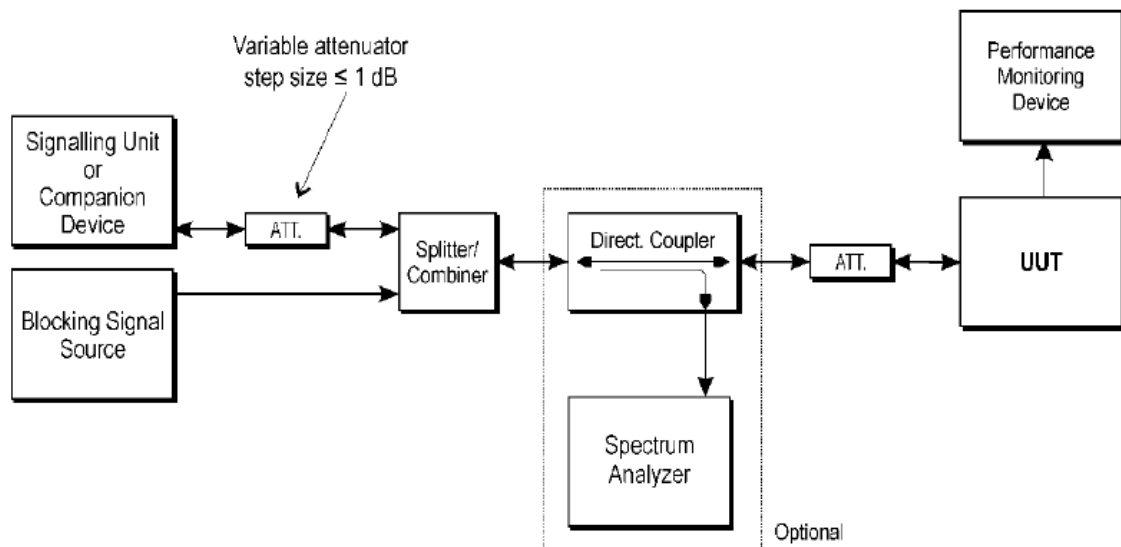 Variable attenuator
step size ≤ 1 dB
Performance
Monitoring
Device
Signalling Unit
or
Companion
Device
ATT.
Splitter/
Combiner
Direct. Coupler
ATT.
UUT
Blocking Signal
Source
Spectrum
Analyzer
Optional